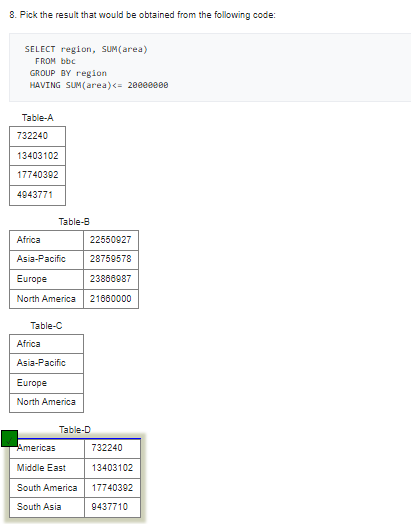 8. Pick the result that would be obtained from the following code:
SELECT region, SUM(area)
FROM bbc
GROUP BY region
HAVING SUM(area)<= 20000000
Table-A
732240
13403102
17740392
4943771
Table-B
Africa 22550927
Asia-Pacific 28759578
Europe 23866987
North America 21660000
Table-C
Africa
Asia-Pacific
Europe
North America
Table-D
Americas 732240
Middle East 13403102
South America 17740392
South Asia 9437710